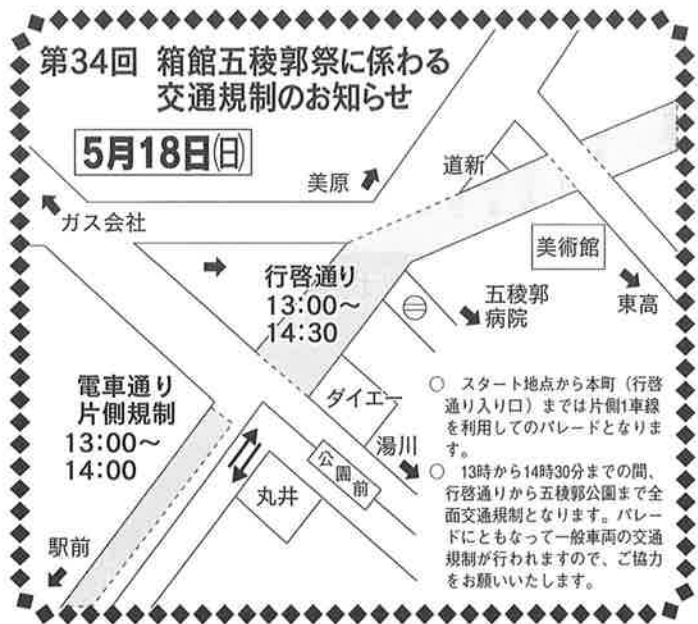 第34回 箱館五稜郭祭に係わる
交通規制のお知らせ
5月18日(日)
道新
美原
ガス会社
美術館
行啓通り
13:00〜
14:30
五稜郭
病院
東高
電車通り
片側規制
13:00〜
14:00
ダイエー
湯川
公園前
丸井
駅前
○ スタート地点から本町（行啓
通り入り口）までは片側1車線
を利用してのパレードとなりま
す。
○ 13時から14時30分までの間、
行啓通りから五稜郭公園まで全
面交通規制となります。パレー
ドにともなって一般車両の交通
規制が行われますので、ご協力
をお願いいたします。